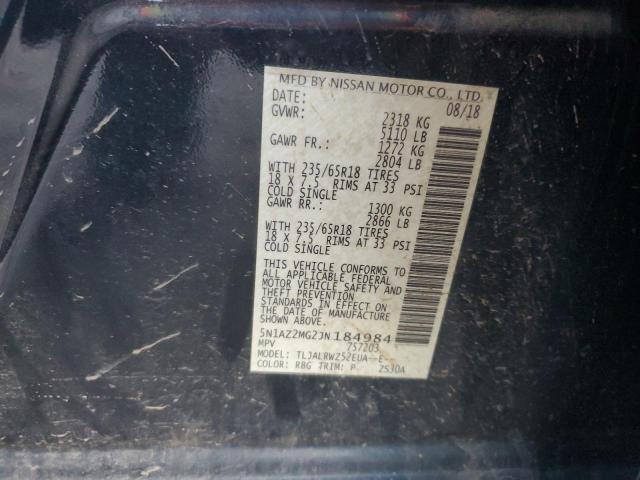 MFD BY NISSAN MOTOR CO., LTD.
DATE: 08/18
GVWR: 2318 KG
5110 LB
GAWR FR.: 1272 KG
2804 LB
WITH 235/65R18 TIRES
18 X 7.5 RIMS AT 33 PSI
COLD SINGLE
GAWR RR.: 1300 KG
2866 LB
WITH 235/65R18 TIRES
18 X 7.5 RIMS AT 33 PSI
COLD SINGLE
THIS VEHICLE CONFORMS TO
ALL APPLICABLE FEDERAL
MOTOR VEHICLE SAFETY AND
THEFT PREVENTION
STANDARDS IN EFFECT ON
THE DATE OF MANUFACTURE
SHOWN ABOVE.
5N1AZ2MG2JN184984
MPV 757203
MODEL: TLJALRWZ52EUA--E--
COLOR: RBG TRIM: P 2530A